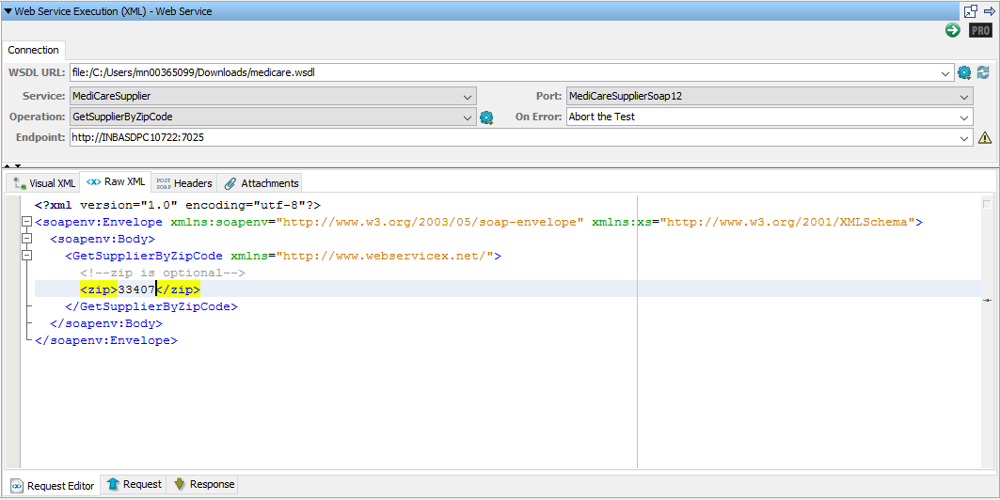 Web Service Execution (XML) - Web Service
PRO
Connection
WSDL URL: file:/C:/Users/mn00365099/Downloads/medicare.wsdl
Service: MediCareSupplier Port: MediCareSupplierSoap12
Operation: GetSupplierByZipCode On Error: Abort the Test
Endpoint: http://INBASDPC10722:7025
Visual XML <X> Raw XML POST SOAP Headers Attachments
<?xml version="1.0" encoding="utf-8"?>
<soapenv:Envelope xmlns:soapenv="http://www.w3.org/2003/05/soap-envelope" xmlns:xs="http://www.w3.org/2001/XMLSchema">
<soapenv:Body>
<GetSupplierByZipCode xmlns="http://www.webservicex.net/">
<!--zip is optional-->
<zip>33407</zip>
</GetSupplierByZipCode>
</soapenv:Body>
</soapenv:Envelope>
Request Editor Request Response